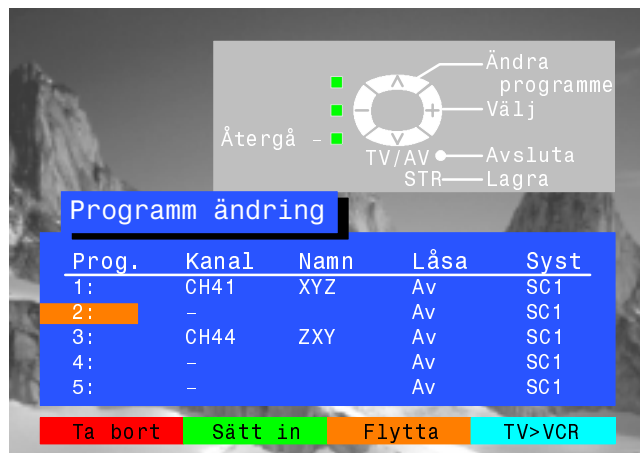 Ändra
programme
Välj
Återgå –
TV/AV Avsluta
STR Lagra
Programm ändring
Prog. Kanal Namn Låsa Syst
1: CH41 XYZ Av SC1
2: – Av SC1
3: CH44 ZXY Av SC1
4: – Av SC1
5: – Av SC1
Ta bort Sätt in Flytta TV>VCR